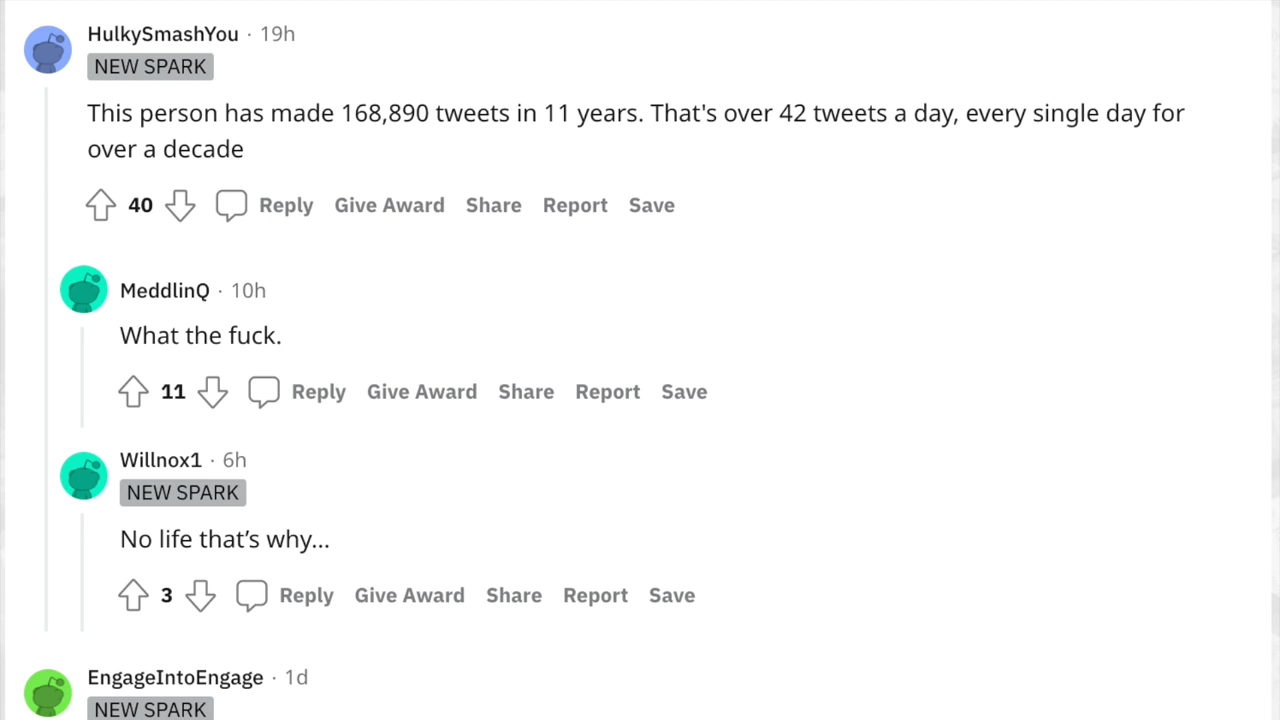 HulkySmashYou · 19h
NEW SPARK
This person has made 168,890 tweets in 11 years. That's over 42 tweets a day, every single day for
over a decade
40 Reply Give Award Share Report Save
MeddlinQ · 10h
What the fuck.
11 Reply Give Award Share Report Save
Willnox1 · 6h
NEW SPARK
No life that’s why...
3 Reply Give Award Share Report Save
EngageIntoEngage · 1d
NEW SPARK